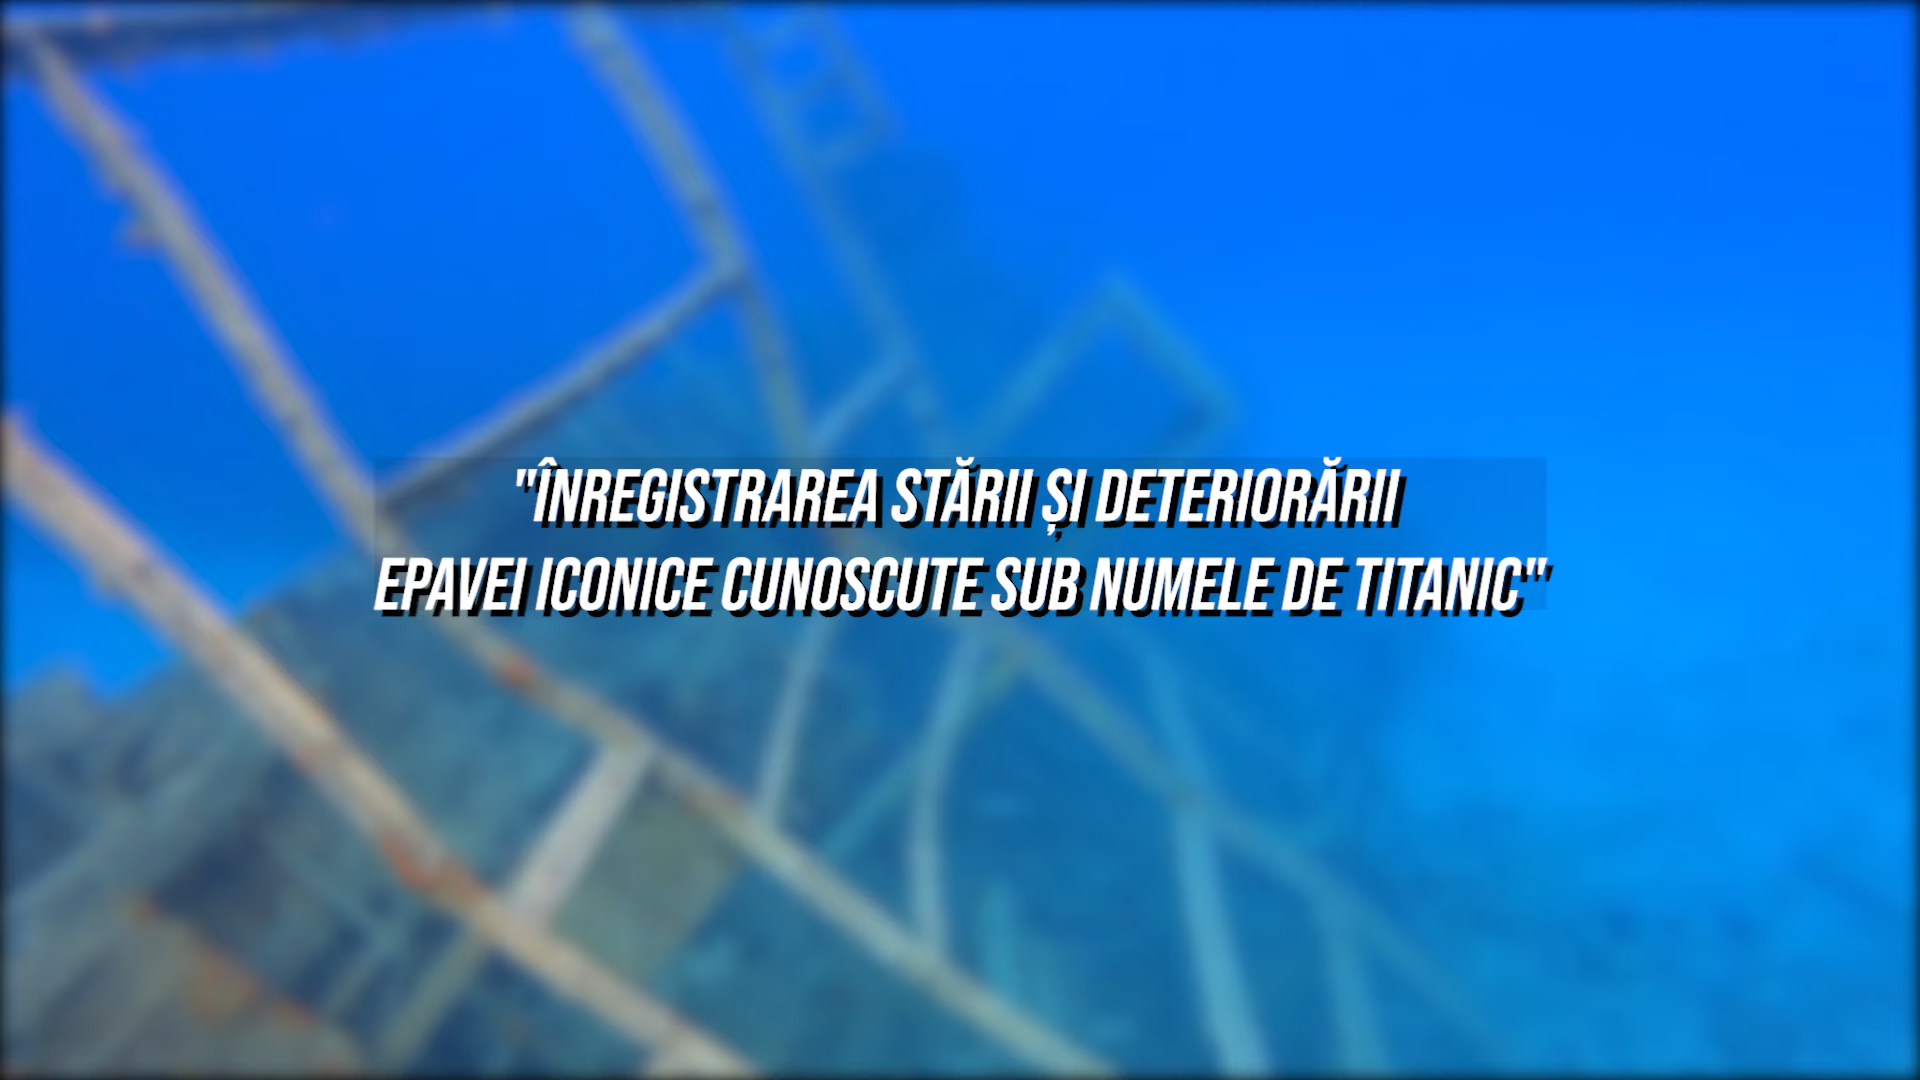 "ÎNREGISTRAREA STĂRII ȘI DETERIORĂRII
EPAVEI ICONICE CUNOSCUTE SUB NUMELE DE TITANIC"